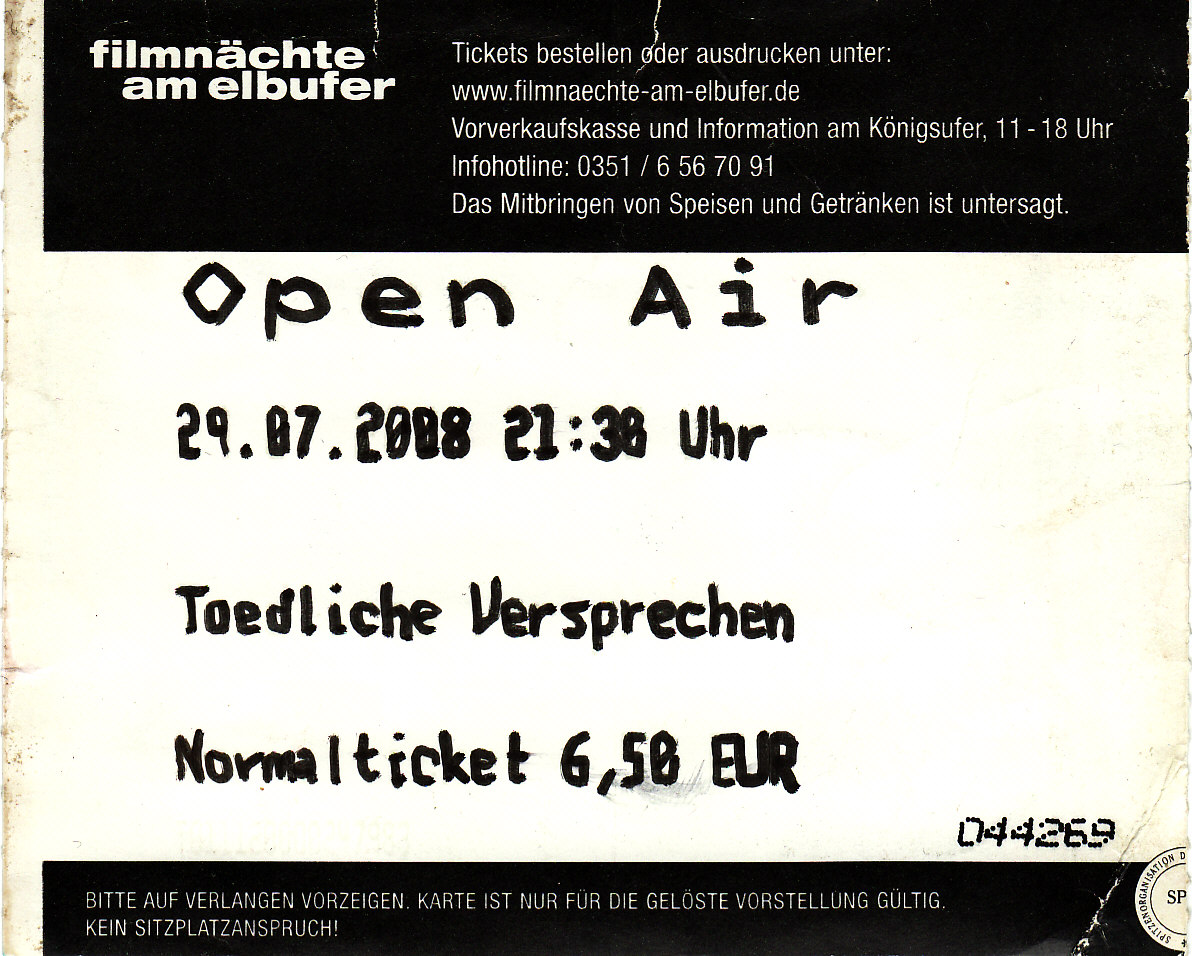 filmnächte
am elbufer
Tickets bestellen oder ausdrucken unter:
www.filmnaechte-am-elbufer.de
Vorverkaufskasse und Information am Königsufer, 11 - 18 Uhr
Infohotline: 0351 / 6 56 70 91
Das Mitbringen von Speisen und Getränken ist untersagt.
Open Air
29.07.2008 21:30 Uhr
Toedliche Versprechen
Normalticket 6,50 EUR
044269
BITTE AUF VERLANGEN VORZEIGEN. KARTE IST NUR FÜR DIE GELÖSTE VORSTELLUNG GÜLTIG.
KEIN SITZPLATZANSPRUCH!
SPITZENORGANISATION D
SP